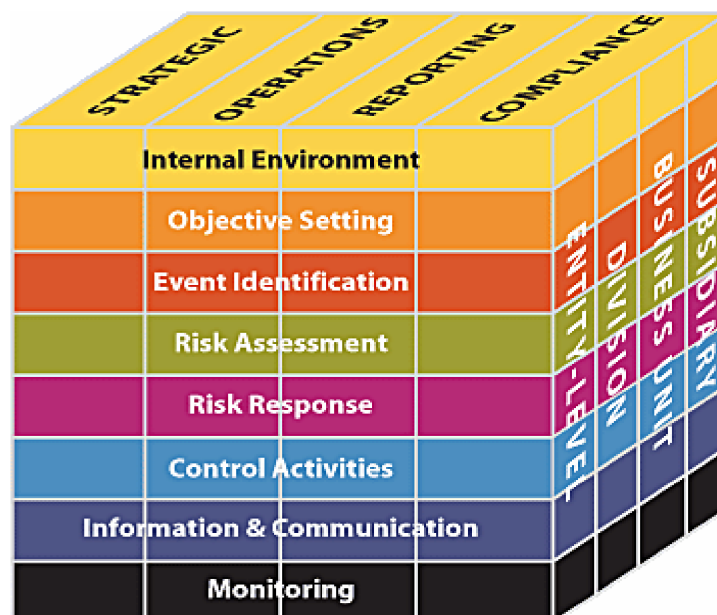 STRATEGIC
OPERATIONS
REPORTING
COMPLIANCE
Internal Environment
Objective Setting
Event Identification
Risk Assessment
Risk Response
Control Activities
Information & Communication
Monitoring
ENTITY-LEVEL
DIVISION
BUSINESS UNIT
SUBSIDIARY